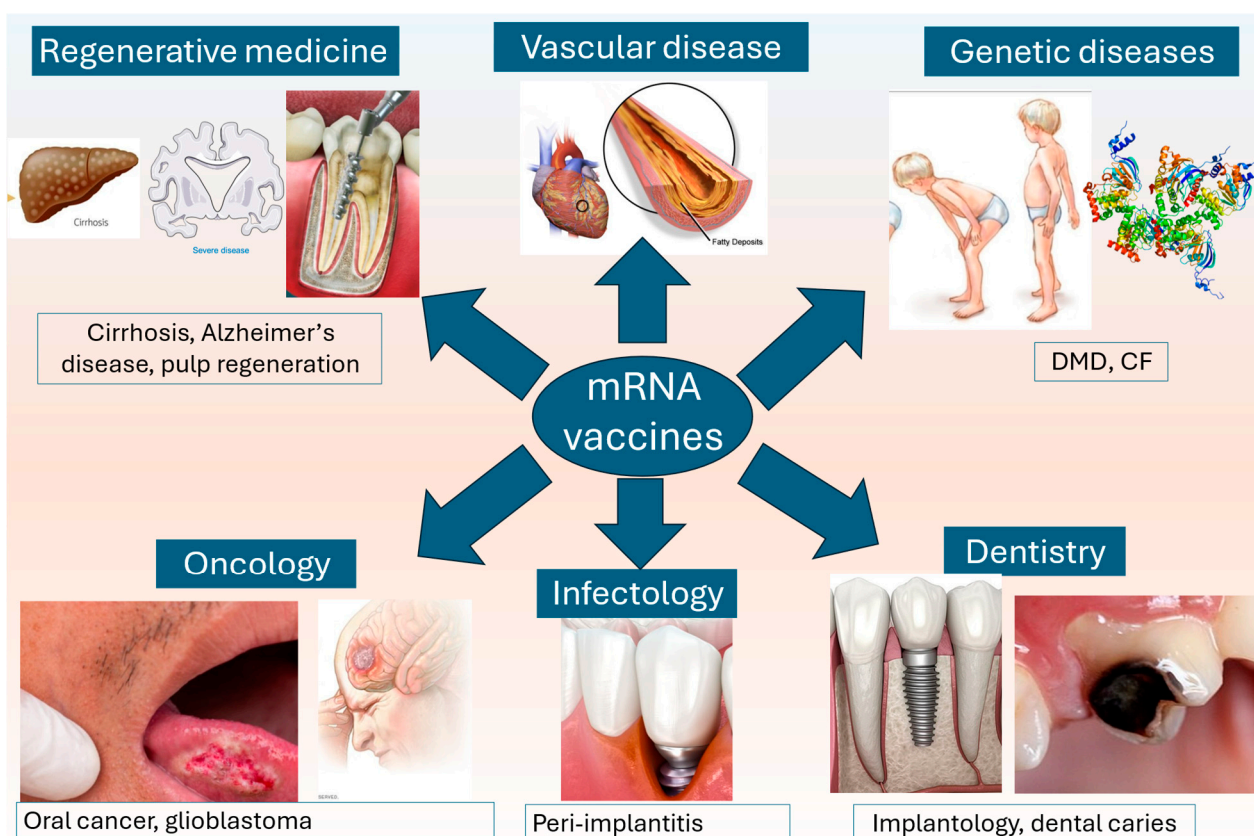 Regenerative medicine
Vascular disease
Genetic diseases
Cirrhosis
Severe disease
Fatty Deposits
Cirrhosis, Alzheimer’s
disease, pulp regeneration
DMD, CF
mRNA
vaccines
Oncology
Infectology
Dentistry
SERVED.
Oral cancer, glioblastoma
Peri-implantitis
Implantology, dental caries